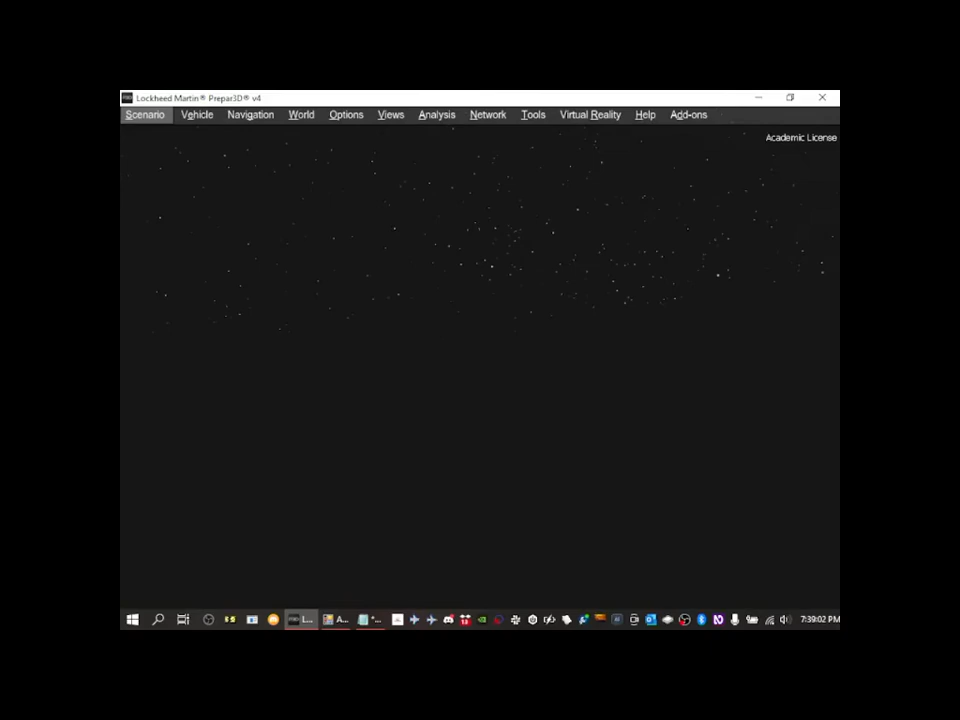 Lockheed Martin® Prepar3D® v4
Scenario Vehicle Navigation World Options Views Analysis Network Tools Virtual Reality Help Add-ons
Academic License
L... A... "...
7:39:02 PM